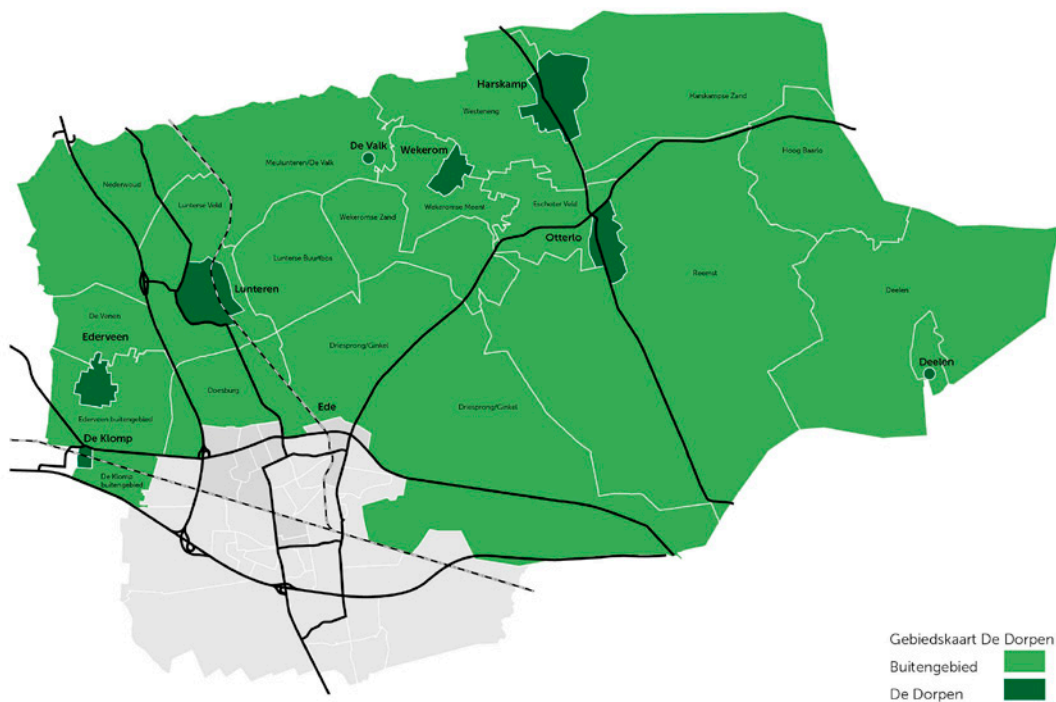 Harskamp
Harskampse Zand
Westeneng
De Valk
Wekerom
Hoog Baarlo
Meulunteren/De Valk
Nederwoud
Lunterse Veld
Wekeromse Zand
Wekeromse Meent
Eschoter Veld
Otterlo
Lunterse Buurtbos
Lunteren
Deelen
De Venen
Ederveen
Driesprong/Ginkel
Deelen
Doesburg
Ede
Driesprong/Ginkel
Ederveen buitengebied
De Klomp
De Klomp
buitengebied
Gebiedskaart De Dorpen
Buitengebied
De Dorpen